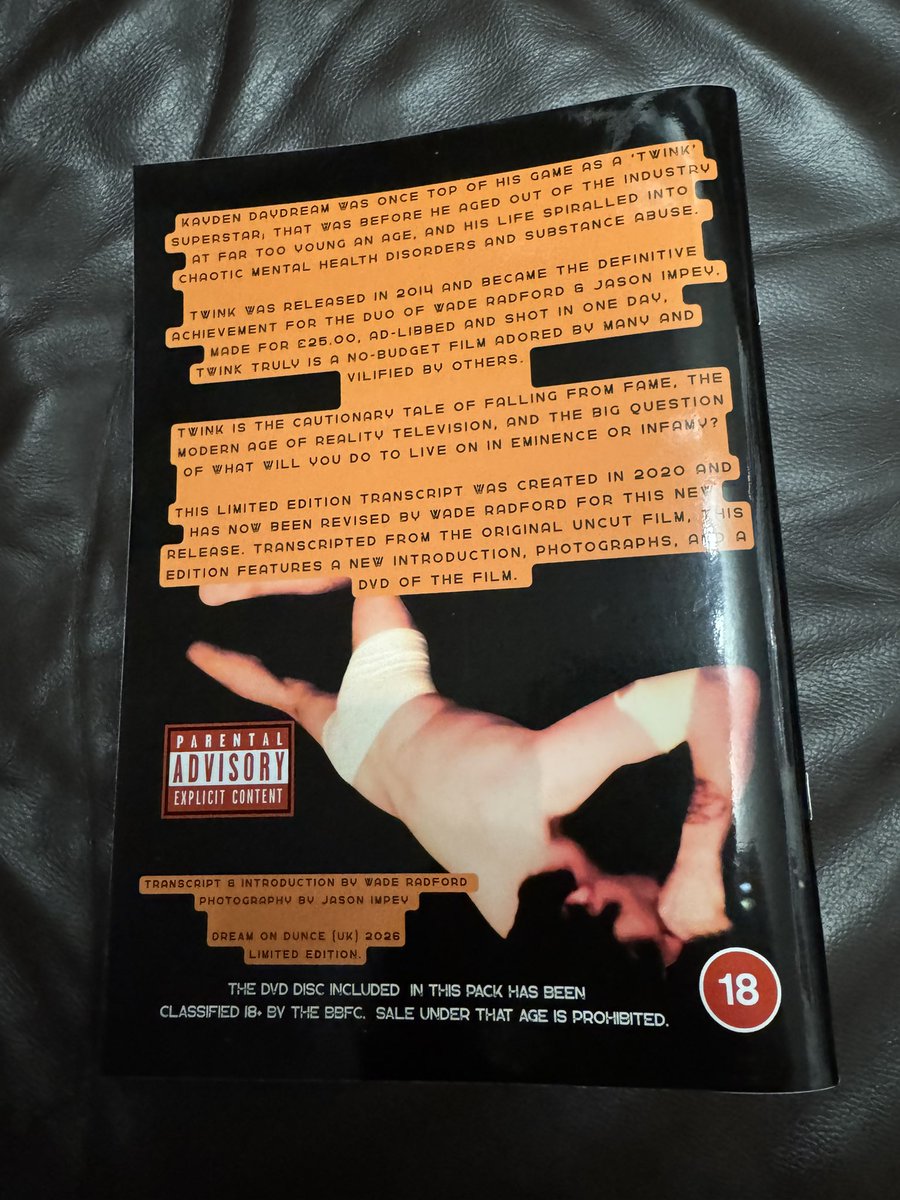 KAYDEN DAYDREAM WAS ONCE TOP OF HIS GAME AS A 'TWINK'
SUPERSTAR; THAT WAS BEFORE HE AGED OUT OF THE INDUSTRY
AT FAR TOO YOUNG AN AGE, AND HIS LIFE SPIRALLED INTO
CHAOTIC MENTAL HEALTH DISORDERS AND SUBSTANCE ABUSE.
TWINK WAS RELEASED IN 2014 AND BECAME THE DEFINITIVE
ACHIEVEMENT FOR THE DUO OF WADE RADFORD & JASON IMPEY.
MADE FOR £25.00, AD-LIBBED AND SHOT IN ONE DAY,
TWINK TRULY IS A NO-BUDGET FILM ADORED BY MANY AND
VILIFIED BY OTHERS.
TWINK IS THE CAUTIONARY TALE OF FALLING FROM FAME, THE
MODERN AGE OF REALITY TELEVISION, AND THE BIG QUESTION
OF WHAT WILL YOU DO TO LIVE ON IN EMINENCE OR INFAMY?
THIS LIMITED EDITION TRANSCRIPT WAS CREATED IN 2020 AND
HAS NOW BEEN REVISED BY WADE RADFORD FOR THIS NEW
RELEASE. TRANSCRIPTED FROM THE ORIGINAL UNCUT FILM, THIS
EDITION FEATURES A NEW INTRODUCTION, PHOTOGRAPHS, AND A
DVD OF THE FILM.
PARENTAL
ADVISORY
EXPLICIT CONTENT
TRANSCRIPT & INTRODUCTION BY WADE RADFORD
PHOTOGRAPHY BY JASON IMPEY
DREAM ON DUNCE (UK) 2026
LIMITED EDITION.
THE DVD DISC INCLUDED IN THIS PACK HAS BEEN
CLASSIFIED 18+ BY THE BBFC. SALE UNDER THAT AGE IS PROHIBITED.
18